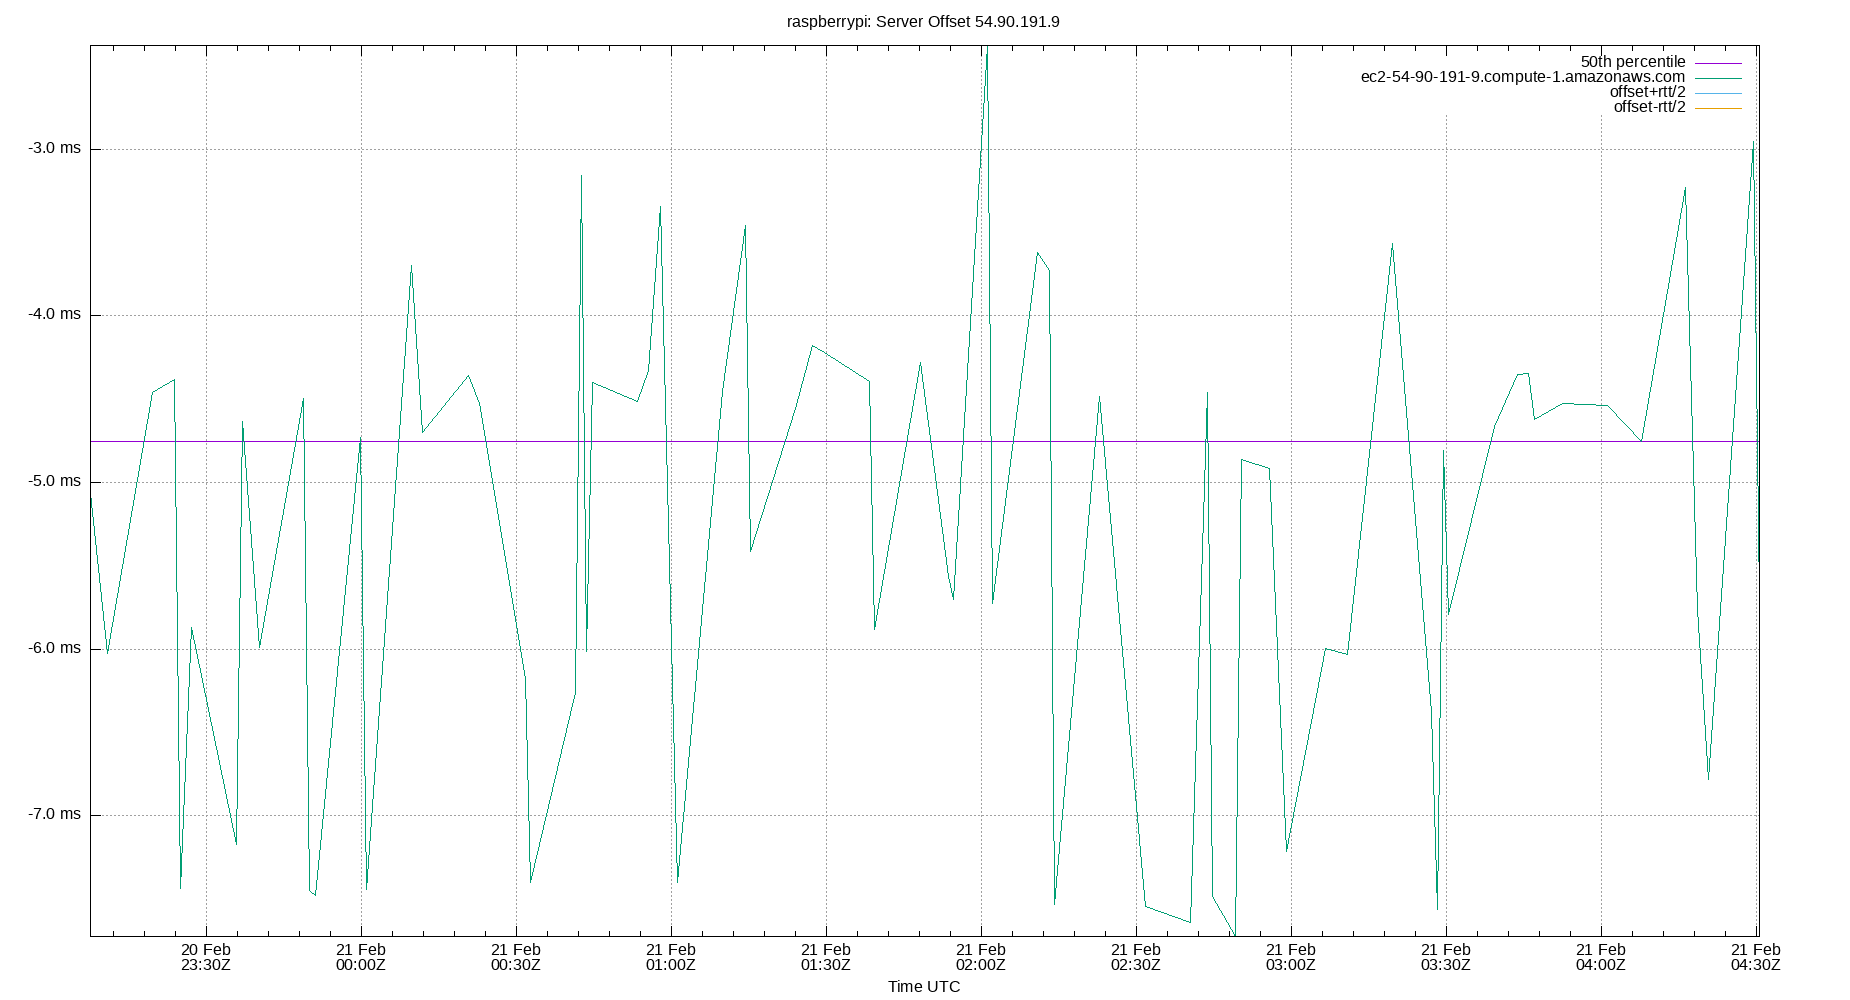 raspberrypi: Server Offset 54.90.191.9
50th percentile
ec2-54-90-191-9.compute-1.amazonaws.com
offset+rtt/2
offset-rtt/2
-3.0 ms
-4.0 ms
-5.0 ms
-6.0 ms
-7.0 ms
20 Feb 21 Feb 21 Feb 21 Feb 21 Feb 21 Feb 21 Feb 21 Feb 21 Feb 21 Feb 21 Feb
23:30Z 00:00Z 00:30Z 01:00Z 01:30Z 02:00Z 02:30Z 03:00Z 03:30Z 04:00Z 04:30Z
Time UTC